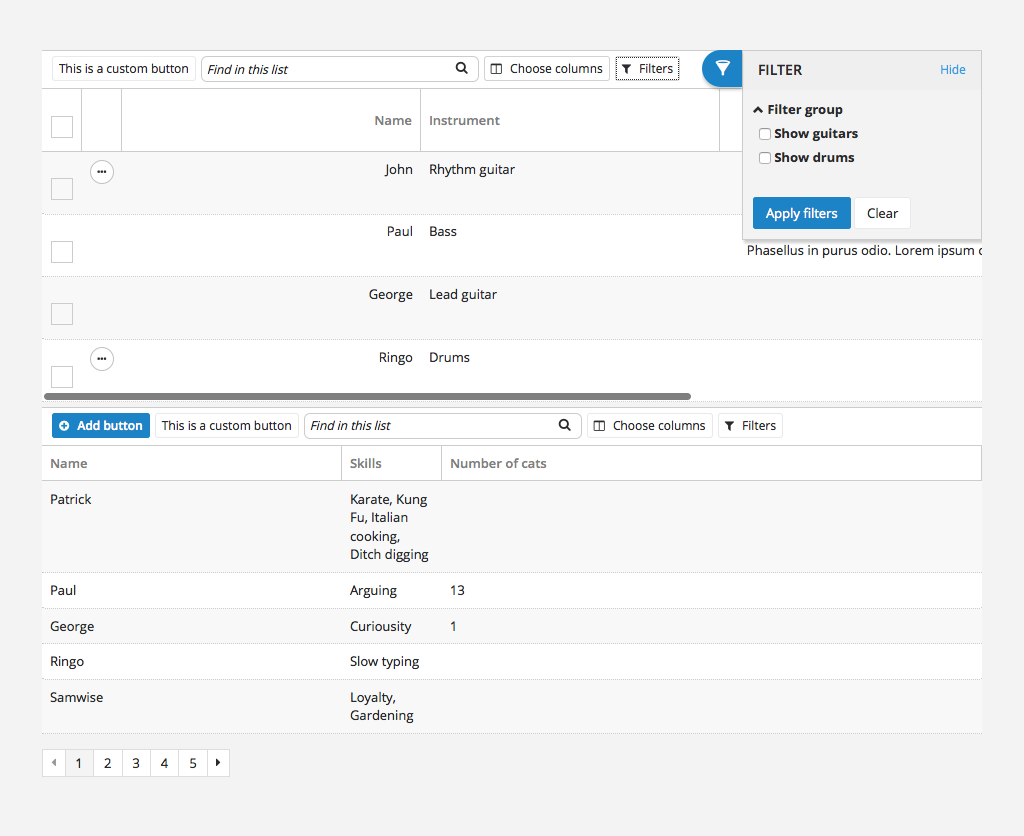 This is a custom button Find in this list Choose columns Filters
FILTER Hide
Filter group
Show guitars
Show drums
Apply filters Clear
Name Instrument
John Rhythm guitar
Paul Bass
Phasellus in purus odio. Lorem ipsum
George Lead guitar
Ringo Drums
Add button This is a custom button Find in this list Choose columns Filters
Name Skills Number of cats
Patrick Karate, Kung
Fu, Italian
cooking,
Ditch digging
Paul Arguing 13
George Curiousity 1
Ringo Slow typing
Samwise Loyalty,
Gardening
1 2 3 4 5